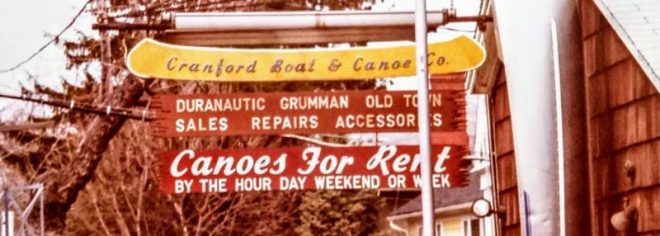 Cranford Boat & Canoe Co.
DURANAUTIC GRUMMAN OLD TOWN
SALES REPAIRS ACCESSORIES
Canoes For Rent
BY THE HOUR DAY WEEKEND OR WEEK